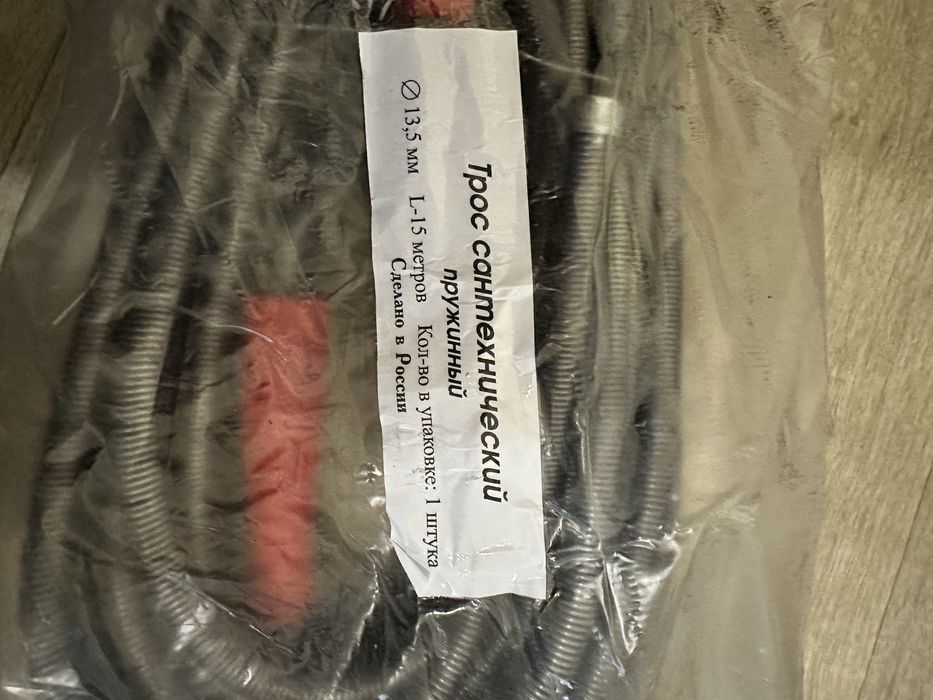 Трос сантехнический
пружинный
∅ 13,5 мм L-15 метров Кол-во в упаковке: 1 штука
Сделано в России